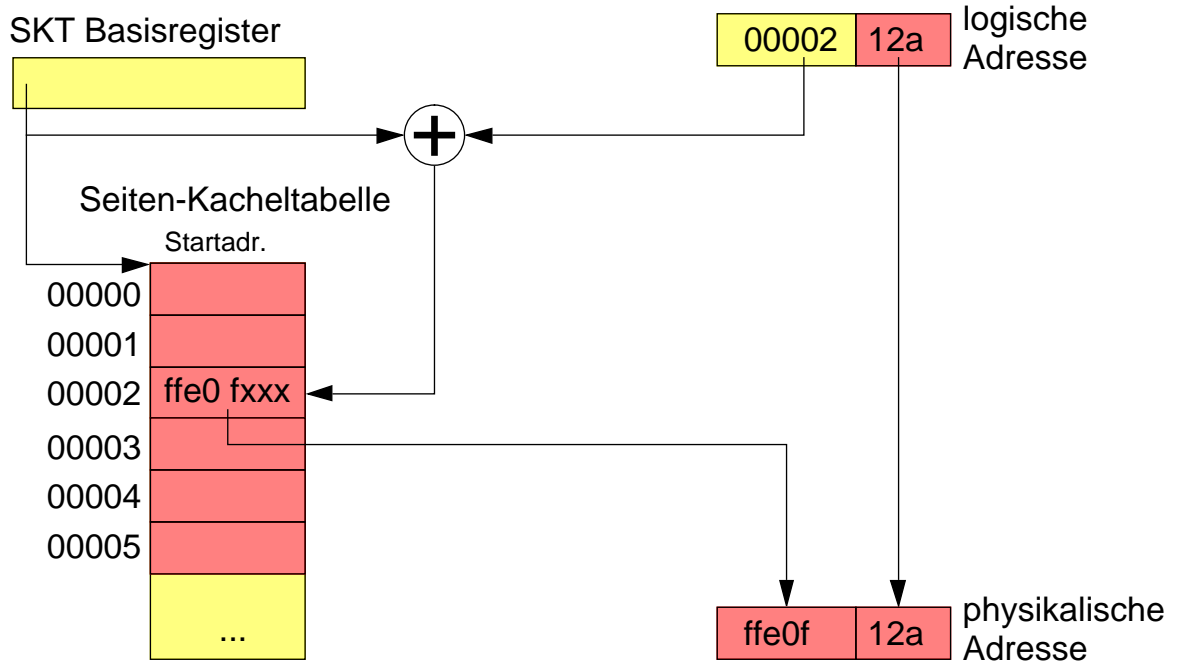 SKT Basisregister
00002 12a
logische
Adresse
+
Seiten-Kacheltabelle
Startadr.
00000
00001
00002 ffe0 fxxx
00003
00004
00005
...
ffe0f 12a
physikalische
Adresse